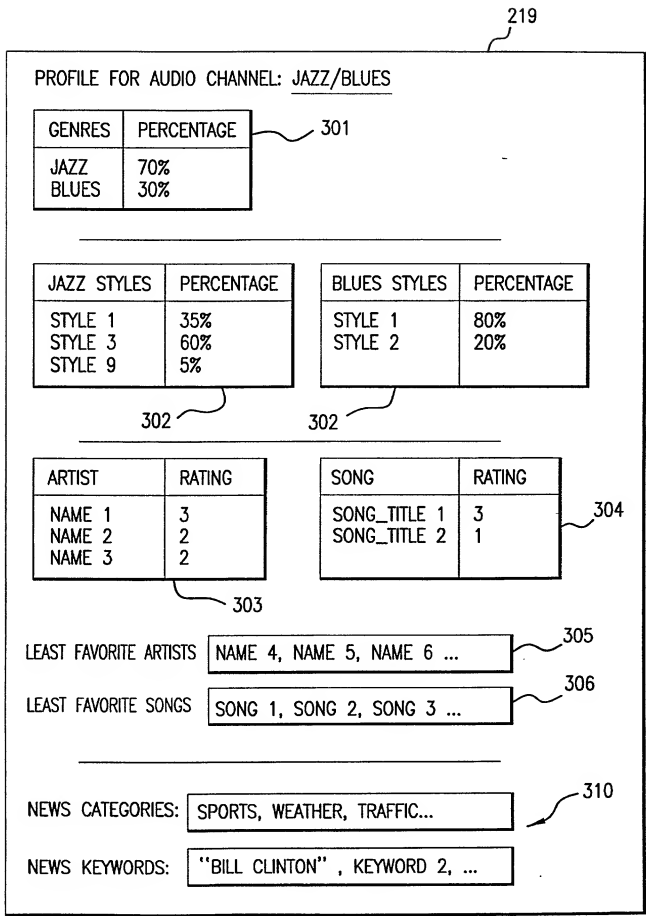 219
PROFILE FOR AUDIO CHANNEL: JAZZ/BLUES
GENRES PERCENTAGE
301
JAZZ 70%
BLUES 30%
JAZZ STYLES PERCENTAGE
STYLE 1 35%
STYLE 3 60%
STYLE 9 5%
302
BLUES STYLES PERCENTAGE
STYLE 1 80%
STYLE 2 20%
302
ARTIST RATING
NAME 1 3
NAME 2 2
NAME 3 2
303
SONG RATING
SONG_TITLE 1 3
SONG_TITLE 2 1
304
LEAST FAVORITE ARTISTS NAME 4, NAME 5, NAME 6 ...
305
LEAST FAVORITE SONGS SONG 1, SONG 2, SONG 3 ...
306
NEWS CATEGORIES: SPORTS, WEATHER, TRAFFIC...
310
NEWS KEYWORDS: "BILL CLINTON" , KEYWORD 2, ...